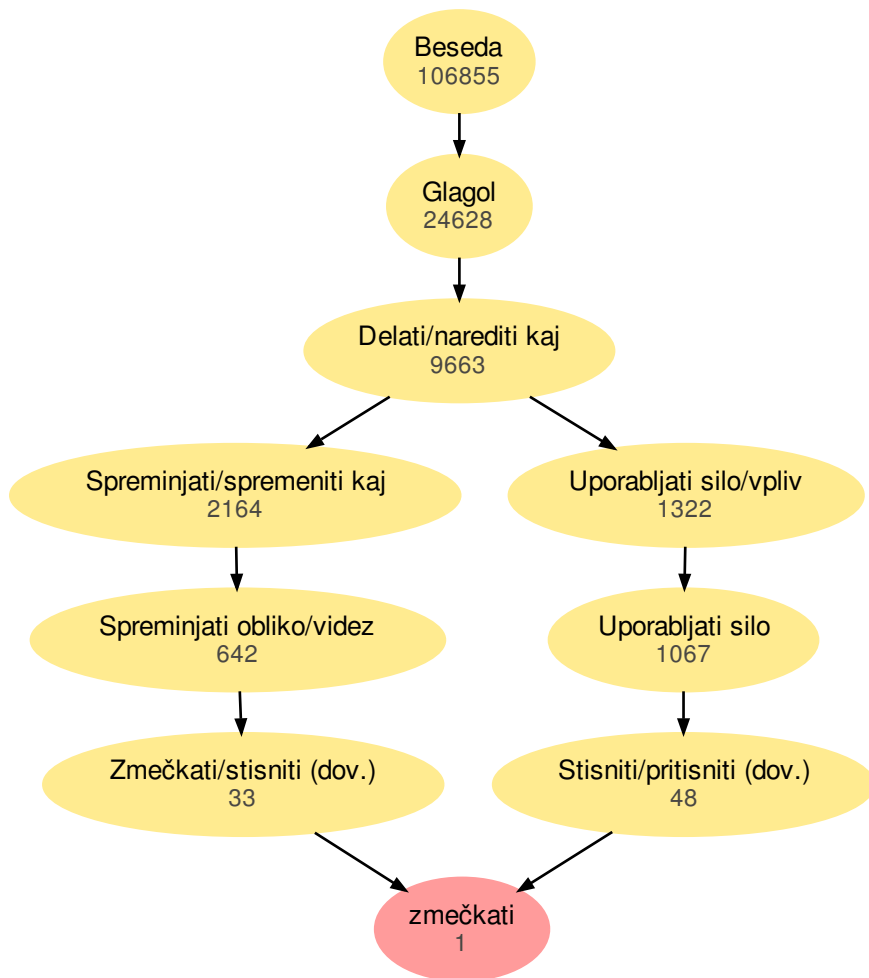 Beseda
106855
Glagol
24628
Delati/narediti kaj
9663
Spreminjati/spremeniti kaj
2164
Uporabljati silo/vpliv
1322
Spreminjati obliko/videz
642
Uporabljati silo
1067
Zmečkati/stisniti (dov.)
33
Stisniti/pritisniti (dov.)
48
zmečkati
1